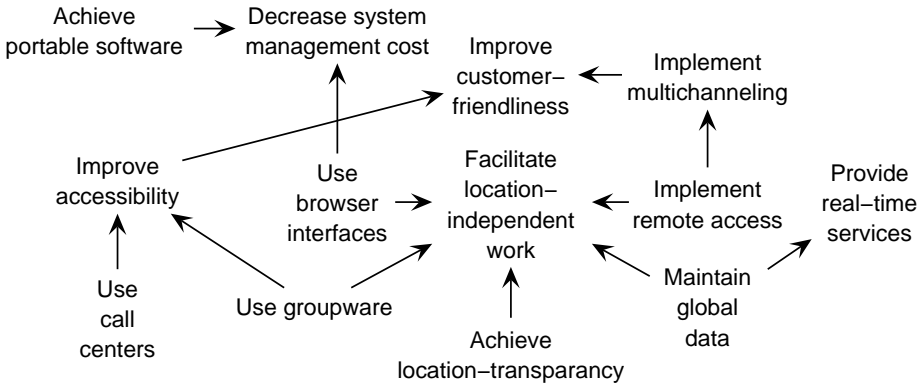 Achieve
portable software
Decrease system
management cost
Improve
customer–
friendliness
Implement
multichanneling
Improve
accessibility
Use
browser
interfaces
Facilitate
location–
independent
work
Implement
remote access
Provide
real–time
services
Use
call
centers
Use groupware
Maintain
global
data
Achieve
location–transparancy